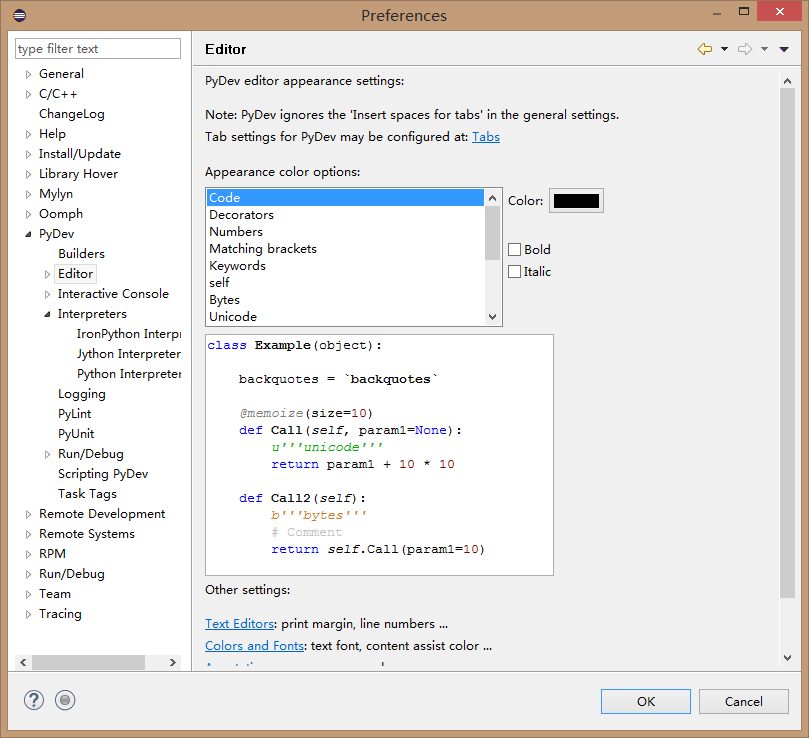 Preferences
type filter text
General
C/C++
ChangeLog
Help
Install/Update
Library Hover
Mylyn
Oomph
PyDev
Builders
Editor
Interactive Console
Interpreters
IronPython Interp
Jython Interpreter
Python Interpreter
Logging
PyLint
PyUnit
Run/Debug
Scripting PyDev
Task Tags
Remote Development
Remote Systems
RPM
Run/Debug
Team
Tracing
Editor
PyDev editor appearance settings:
Note: PyDev ignores the 'Insert spaces for tabs' in the general settings.
Tab settings for PyDev may be configured at: Tabs
Appearance color options:
Code
Decorators
Numbers
Matching brackets
Keywords
self
Bytes
Unicode
Color:
Bold
Italic
class Example(object):
backquotes = `backquotes`
@memoize(size=10)
def Call(self, param1=None):
u'''unicode'''
return param1 + 10 * 10
def Call2(self):
b'''bytes'''
# Comment
return self.Call(param1=10)
Other settings:
Text Editors: print margin, line numbers ...
Colors and Fonts: text font, content assist color ...
OK
Cancel